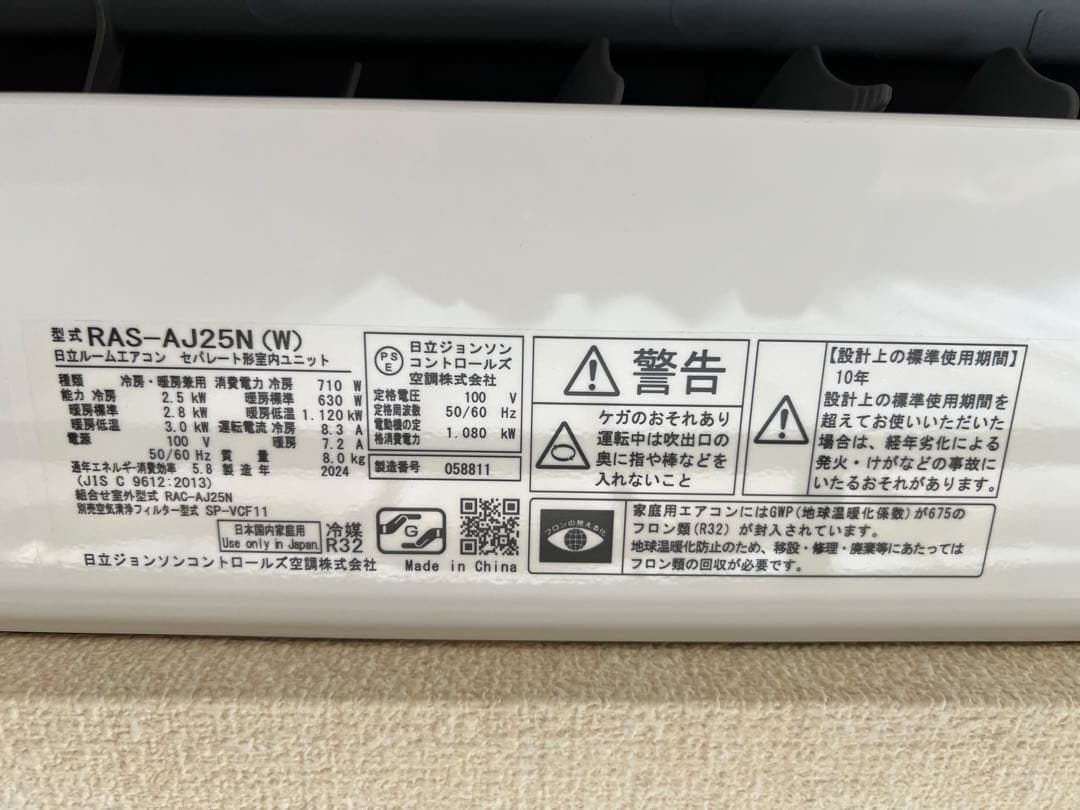 型式 RAS-AJ25N(W)
日立ルームエアコン セパレート形室内ユニット
種類 冷房・暖房兼用 消費電力 冷房 710 W
能力 冷房 2.5 kW 暖房標準 630 W
暖房標準 2.8 kW 暖房低温 1.120 kW
暖房低温 3.0 kW 運転電流 冷房 8.3 A
電源 100 V 暖房 7.2 A
50/60 Hz 質量 8.0 kg
通年エネルギー消費効率 5.8 製造年 2024
(JIS C 9612:2013)
組合せ室外型式 RAC-AJ25N
別売空気清浄フィルター型式 SP-VCF11
日本国内家庭用
Use only in Japan
冷媒
R32
日立ジョンソンコントロールズ空調株式会社
PS
E
日立ジョンソン
コントロールズ
空調株式会社
定格電圧 100 V
定格周波数 50/60 Hz
電動機の定
格消費電力 1.080 kW
製造番号 058811
G
Made in China
警告
ケガのおそれあり
運転中は吹出口の
奥に指や棒などを
入れないこと
【設計上の標準使用期間】
10年
設計上の標準使用期間を
超えてお使いいただいた
場合は、経年劣化による
発火・けがなどの事故に
いたるおそれがあります。
フロンの見える化
家庭用エアコンにはGWP(地球温暖化係数)が675の
フロン類(R32)が封入されています。
地球温暖化防止のため、移設・修理・廃棄等にあたっては
フロン類の回収が必要です。